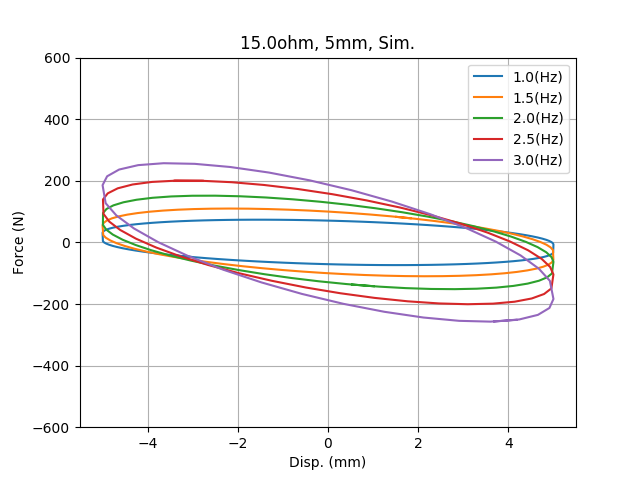 15.0ohm, 5mm, Sim.
1.0(Hz)
1.5(Hz)
2.0(Hz)
2.5(Hz)
3.0(Hz)
Force (N)
600
400
200
0
−200
−400
−600
−4 −2 0 2 4
Disp. (mm)